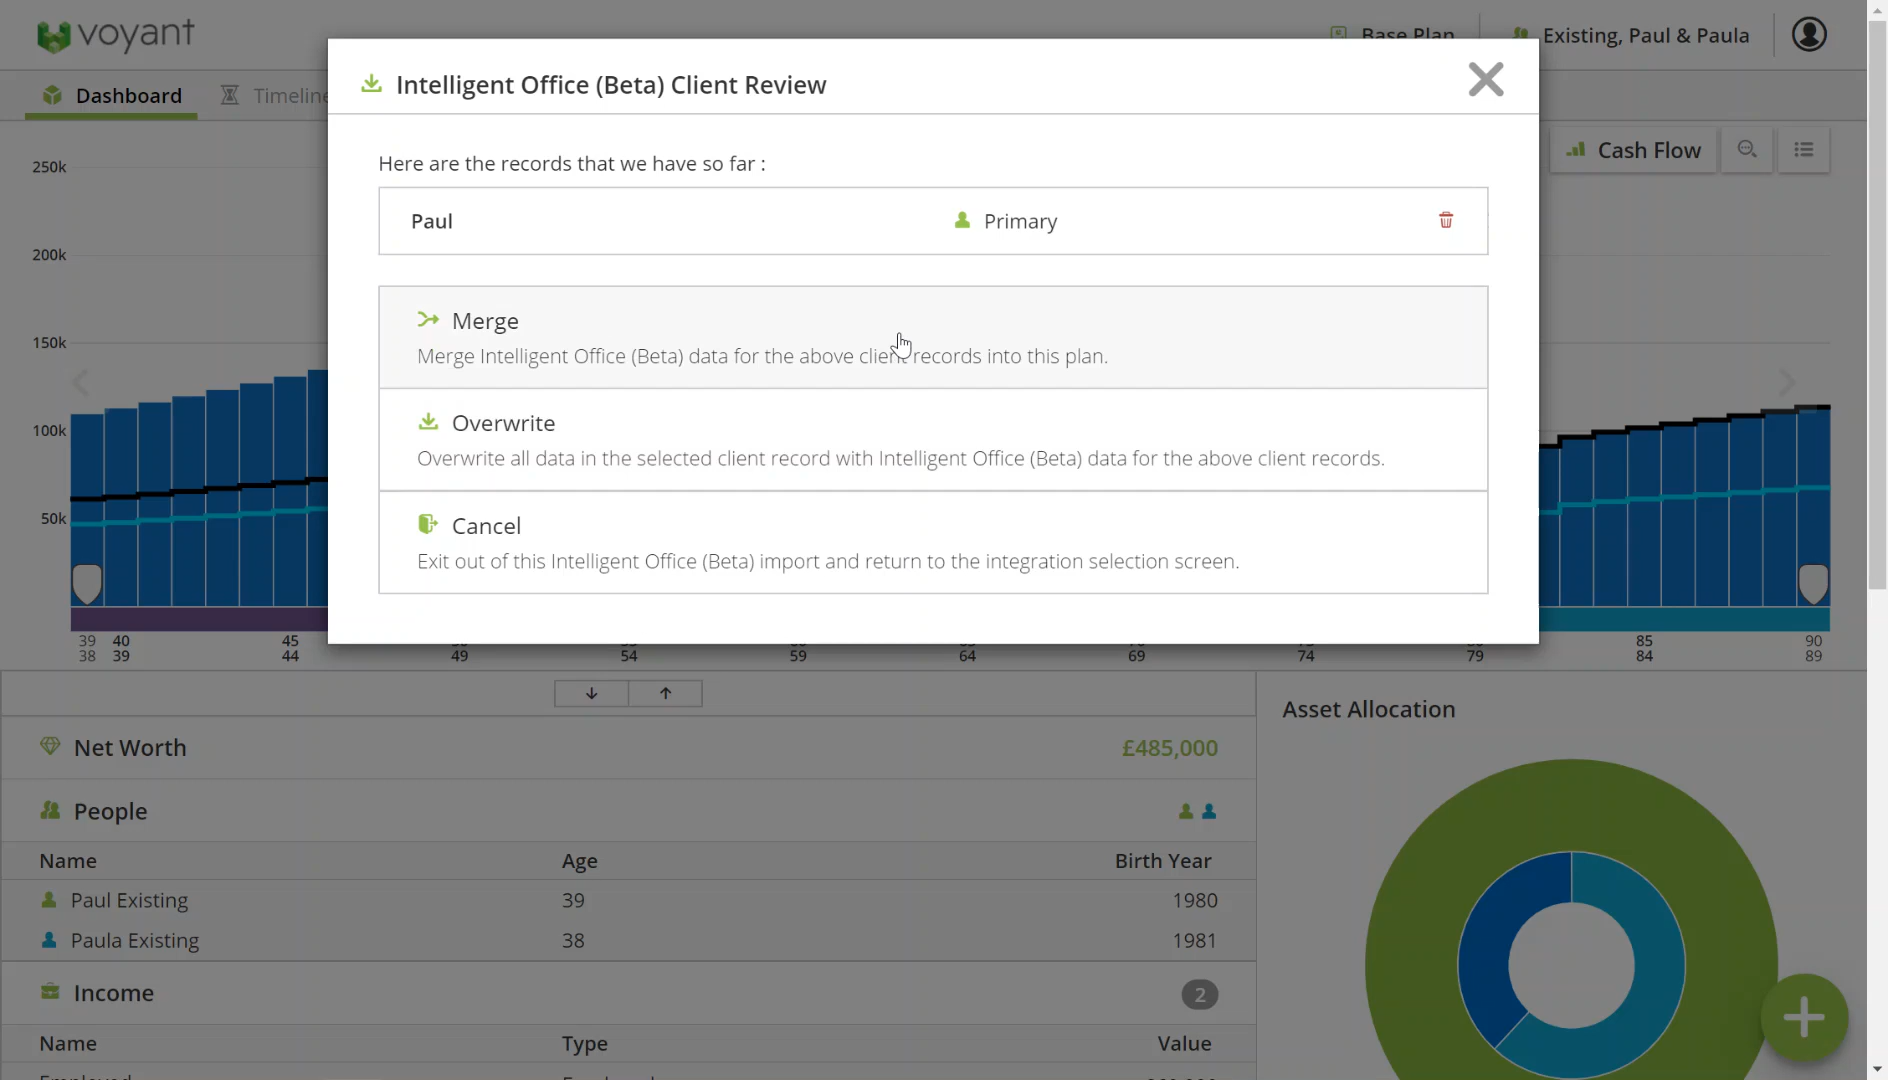 voyant
Base Plan
Existing, Paul & Paula
Dashboard
Timeline
Intelligent Office (Beta) Client Review
Cash Flow
Here are the records that we have so far :
Paul
Primary
Merge
Merge Intelligent Office (Beta) data for the above client records into this plan.
Overwrite
Overwrite all data in the selected client record with Intelligent Office (Beta) data for the above client records.
Cancel
Exit out of this Intelligent Office (Beta) import and return to the integration selection screen.
250k
200k
150k
100k
50k
39 40 45 85 90
38 39 44 49 54 59 64 69 74 79 84 89
Net Worth
£485,000
Asset Allocation
People
Name Age Birth Year
Paul Existing 39 1980
Paula Existing 38 1981
Income
2
Name Type Value